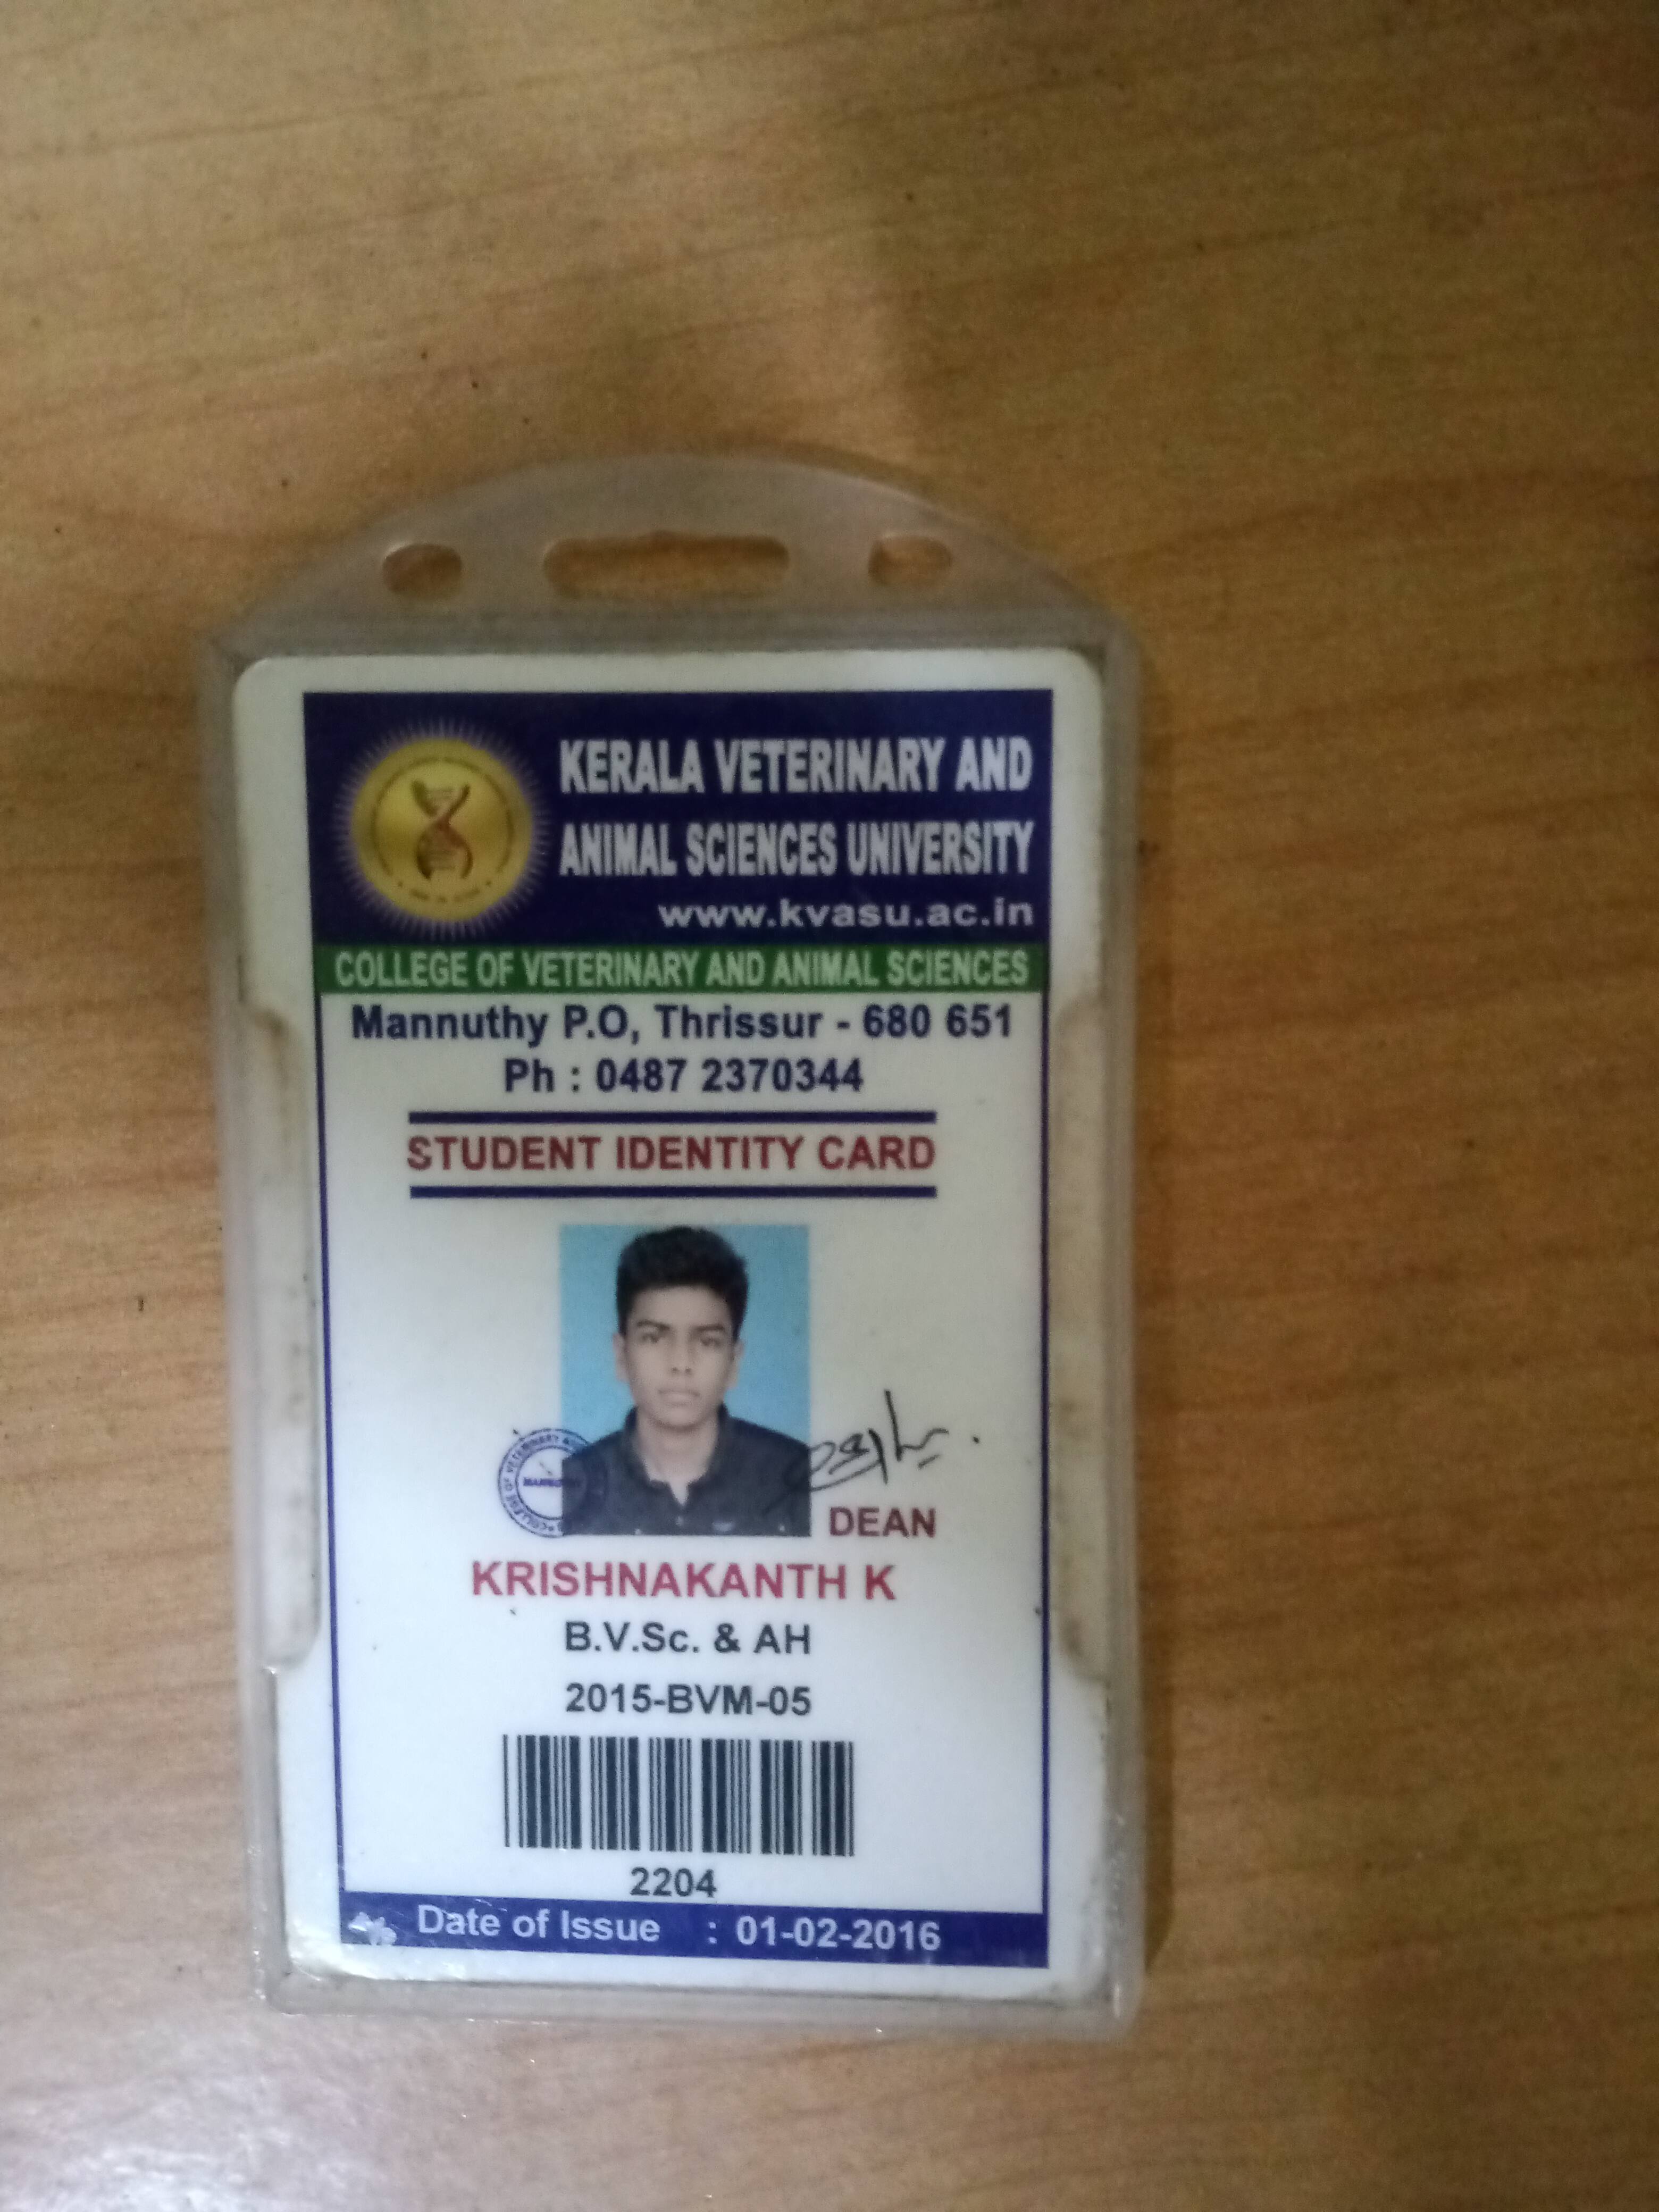 KERALA VETERINARY AND
ANIMAL SCIENCES UNIVERSITY
www.kvasu.ac.in
COLLEGE OF VETERINARY AND ANIMAL SCIENCES
Mannuthy P.O, Thrissur - 680 651
Ph : 0487 2370344
STUDENT IDENTITY CARD
DEAN
KRISHNAKANTH K
B.V.Sc. & AH
2015-BVM-05
2204
Date of Issue : 01-02-2016